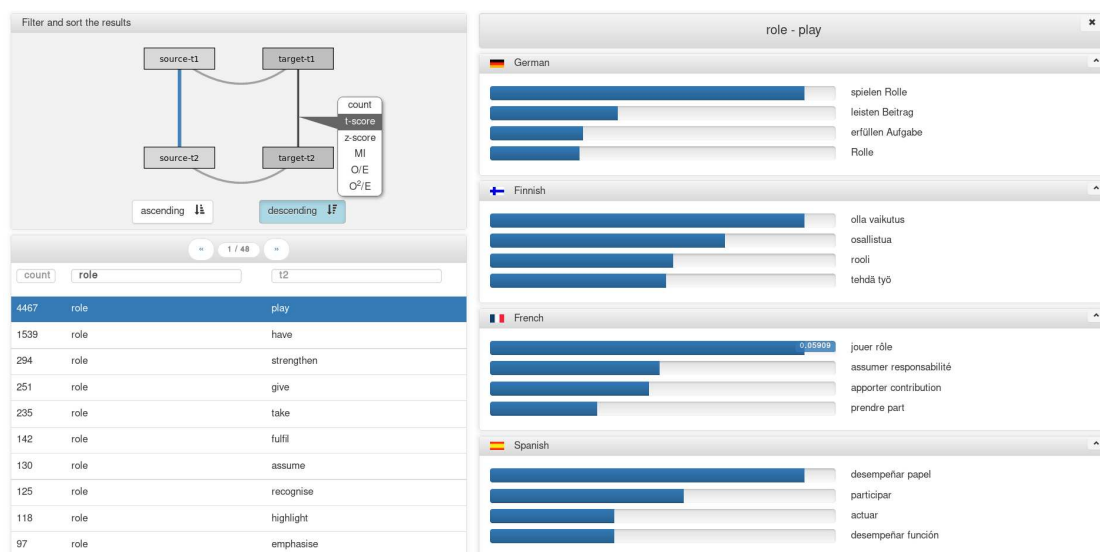 Filter and sort the results
source-t1 target-t1
count
t-score
z-score
MI
O/E
O²/E
source-t2 target-t2
ascending descending
« 1 / 48 »
count role t2
4467 role play
1539 role have
294 role strengthen
251 role give
235 role take
142 role fulfil
130 role assume
125 role recognise
118 role highlight
97 role emphasise
role - play
German
spielen Rolle
leisten Beitrag
erfüllen Aufgabe
Rolle
Finnish
olla vaikutus
osallistua
rooli
tehdä työ
French
0.05909 jouer rôle
assumer responsabilité
apporter contribution
prendre part
Spanish
desempeñar papel
participar
actuar
desempeñar función